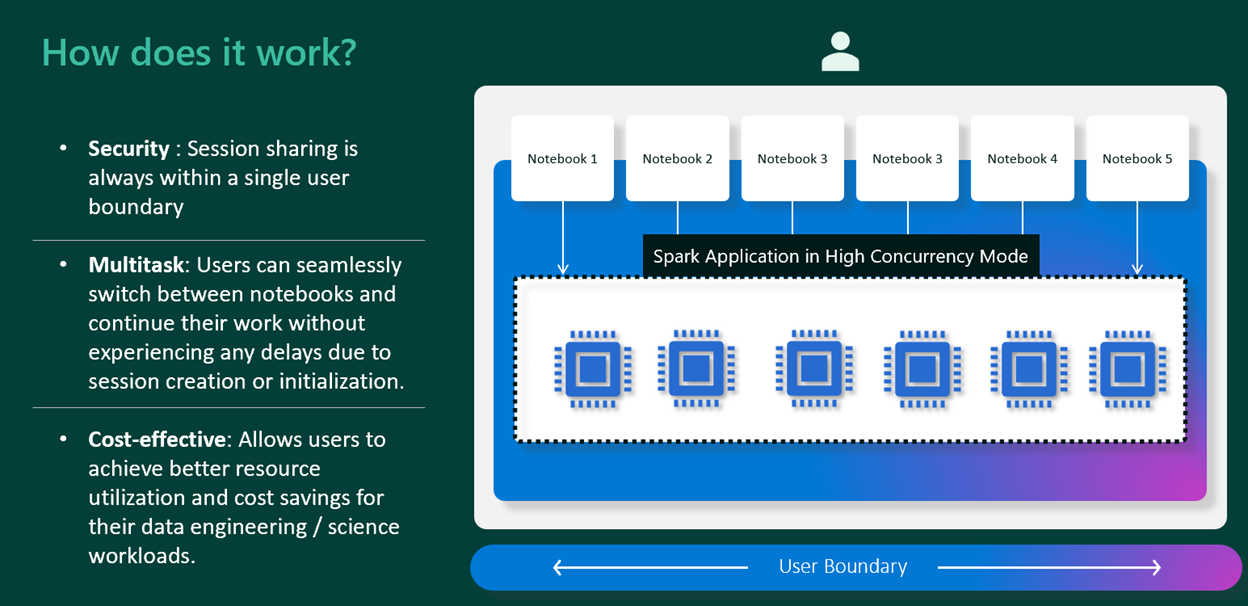 How does it work?
• Security : Session sharing is
always within a single user
boundary
• Multitask: Users can seamlessly
switch between notebooks and
continue their work without
experiencing any delays due to
session creation or initialization.
• Cost-effective: Allows users to
achieve better resource
utilization and cost savings for
their data engineering / science
workloads.
Notebook 1
Notebook 2
Notebook 3
Notebook 3
Notebook 4
Notebook 5
Spark Application in High Concurrency Mode
User Boundary